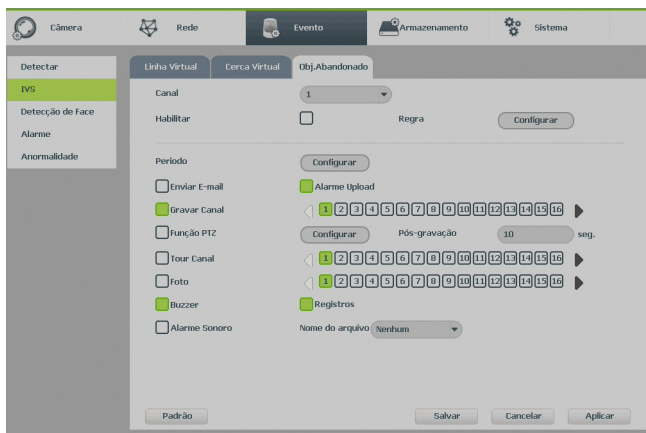 Câmera Rede Evento Armazenamento Sistema
Detectar
IVS
Detecção de Face
Alarme
Anormalidade
Linha Virtual Cerca Virtual Obj.Abandonado
Canal 1
Habilitar Regra Configurar
Período Configurar
Enviar E-mail Alarme Upload
Gravar Canal 1 2 3 4 5 6 7 8 9 10 11 12 13 14 15 16
Função PTZ Configurar Pós-gravação 10 seg.
Tour Canal 1 2 3 4 5 6 7 8 9 10 11 12 13 14 15 16
Foto 1 2 3 4 5 6 7 8 9 10 11 12 13 14 15 16
Buzzer Registros
Alarme Sonoro Nome do arquivo Nenhum
Padrão Salvar Cancelar Aplicar